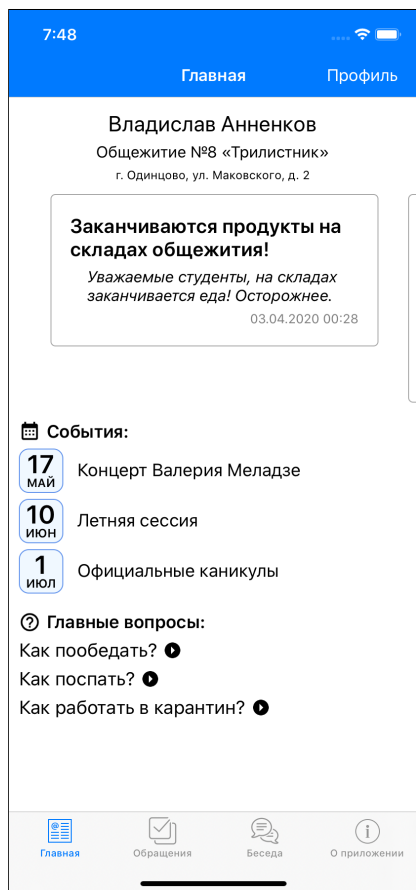 7:48
Главная
Профиль
Владислав Анненков
Общежитие №8 «Трилистник»
г. Одинцово, ул. Маковского, д. 2
Заканчиваются продукты на
складах общежития!
Уважаемые студенты, на складах
заканчивается еда! Осторожнее.
03.04.2020 00:28
События:
17
МАЙ
Концерт Валерия Меладзе
10
ИЮН
Летняя сессия
1
ИЮЛ
Официальные каникулы
Главные вопросы:
Как пообедать?
Как поспать?
Как работать в карантин?
Главная
Обращения
Беседа
О приложении